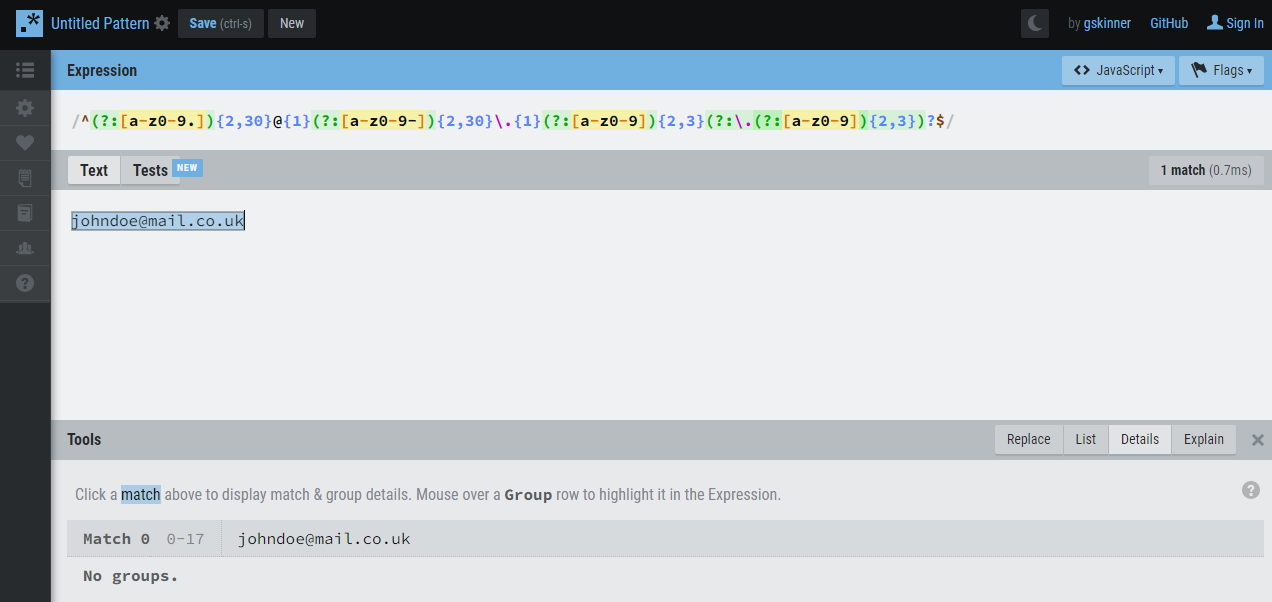 .* Untitled Pattern Save (ctrl-s) New by gskinner GitHub Sign In
Expression <> JavaScript ▾ Flags ▾
/^(?:[a-z0-9.]){2,30}@{1}(?:[a-z0-9-]){2,30}\.{1}(?:[a-z0-9]){2,3}(?:\.(?:[a-z0-9]){2,3})?$/
Text Tests NEW 1 match (0.7ms)
johndoe@mail.co.uk
Tools Replace List Details Explain
Click a match above to display match & group details. Mouse over a Group row to highlight it in the Expression.
Match 0 0-17 johndoe@mail.co.uk
No groups.